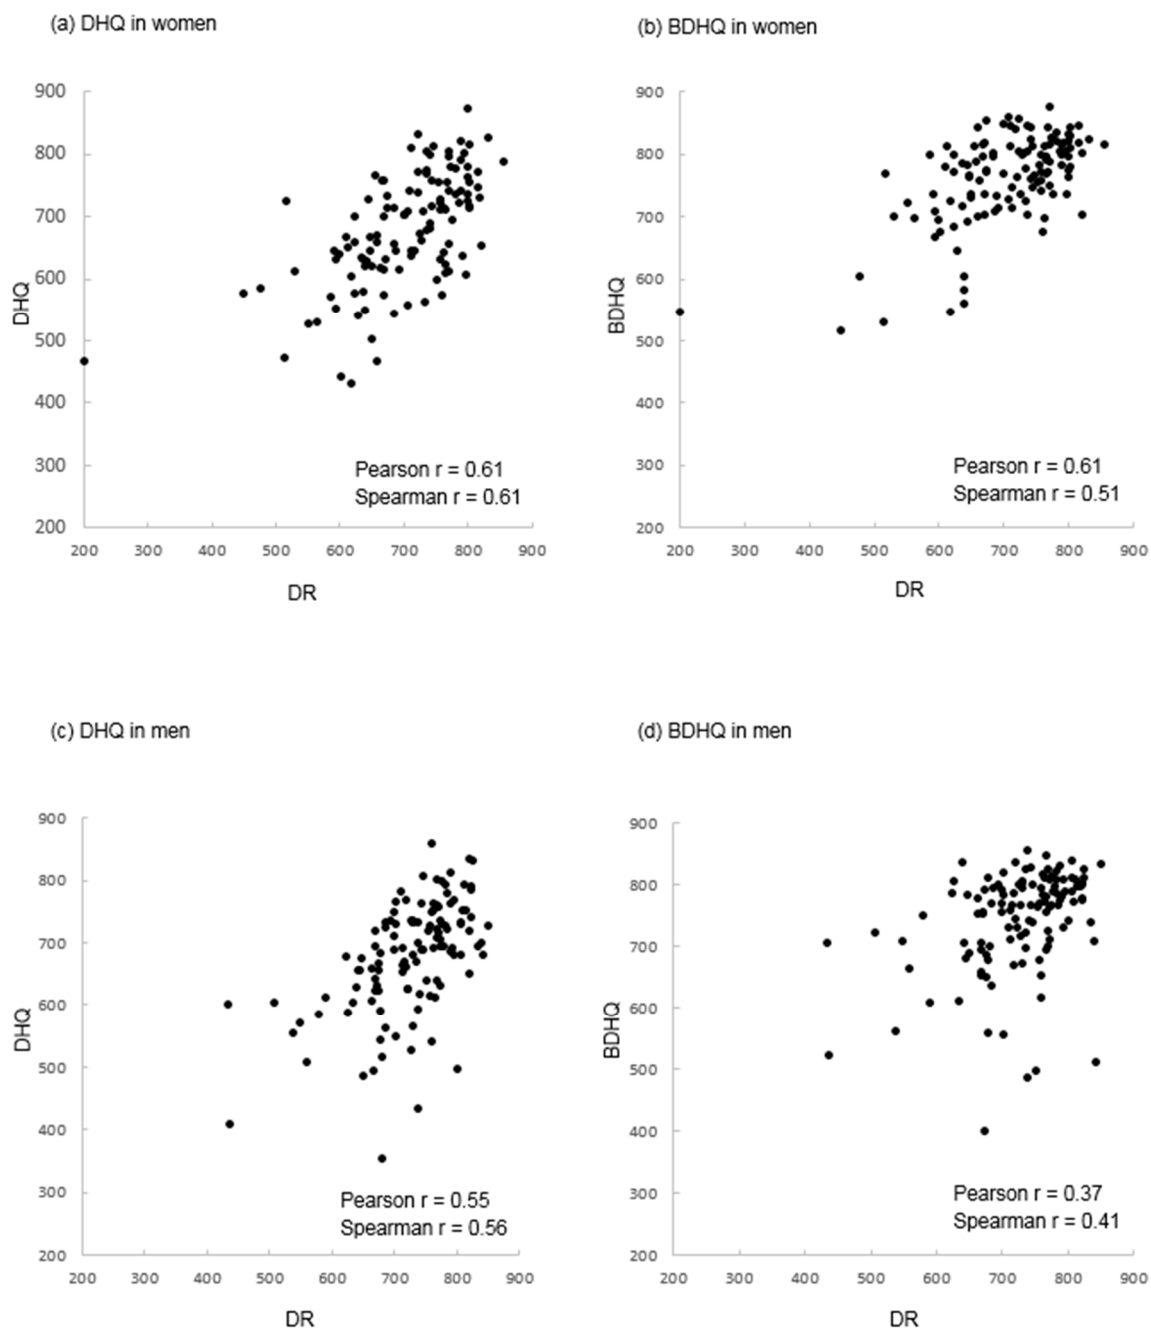 (a) DHQ in women
900
800
700
600
500
400
300
200
DHQ
Pearson r = 0.61
Spearman r = 0.61
200 300 400 500 600 700 800 900
DR
(b) BDHQ in women
900
800
700
600
500
400
300
200
BDHQ
Pearson r = 0.61
Spearman r = 0.51
200 300 400 500 600 700 800 900
DR
(c) DHQ in men
900
800
700
600
500
400
300
200
DHQ
Pearson r = 0.55
Spearman r = 0.56
200 300 400 500 600 700 800 900
DR
(d) BDHQ in men
900
800
700
600
500
400
300
200
BDHQ
Pearson r = 0.37
Spearman r = 0.41
200 300 400 500 600 700 800 900
DR